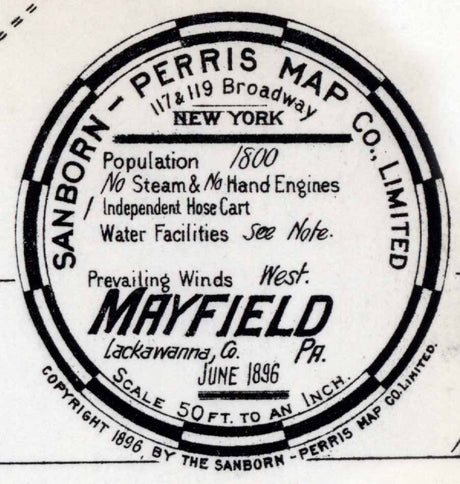 SANBORN - PERRIS MAP CO., LIMITED
117 & 119 Broadway
NEW YORK
Population 1800
No Steam & No Hand Engines
1 Independent Hose Cart
Water Facilities See Note.
Prevailing Winds West.
MAYFIELD
Lackawanna, Co. PA.
JUNE 1896
SCALE 50 FT. TO AN INCH.
COPYRIGHT 1896, BY THE SANBORN - PERRIS MAP CO. LIMITED.